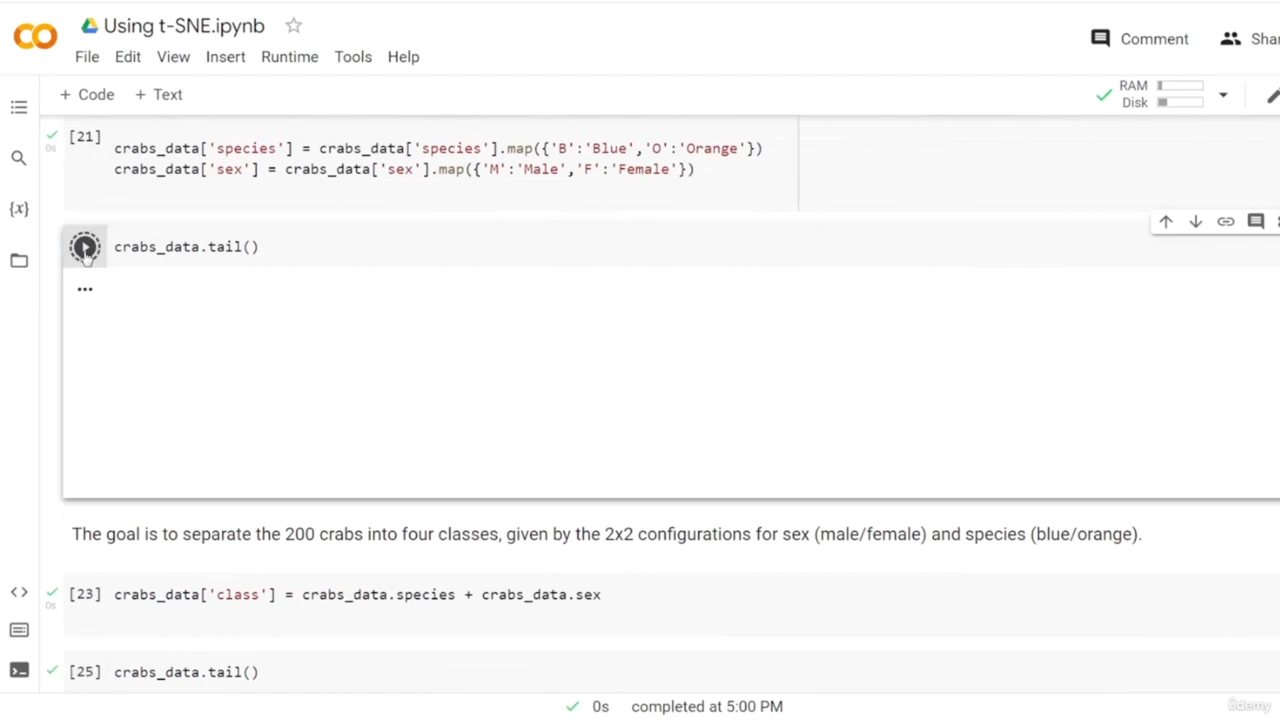 Using t-SNE.ipynb
Comment
File Edit View Insert Runtime Tools Help
+ Code + Text
RAM
Disk
[21]
0s
crabs_data['species'] = crabs_data['species'].map({'B':'Blue','O':'Orange'})
crabs_data['sex'] = crabs_data['sex'].map({'M':'Male','F':'Female'})
{x}
crabs_data.tail()
...
The goal is to separate the 200 crabs into four classes, given by the 2x2 configurations for sex (male/female) and species (blue/orange).
[23] crabs_data['class'] = crabs_data.species + crabs_data.sex
0s
[25] crabs_data.tail()
0s completed at 5:00 PM
ûdemy